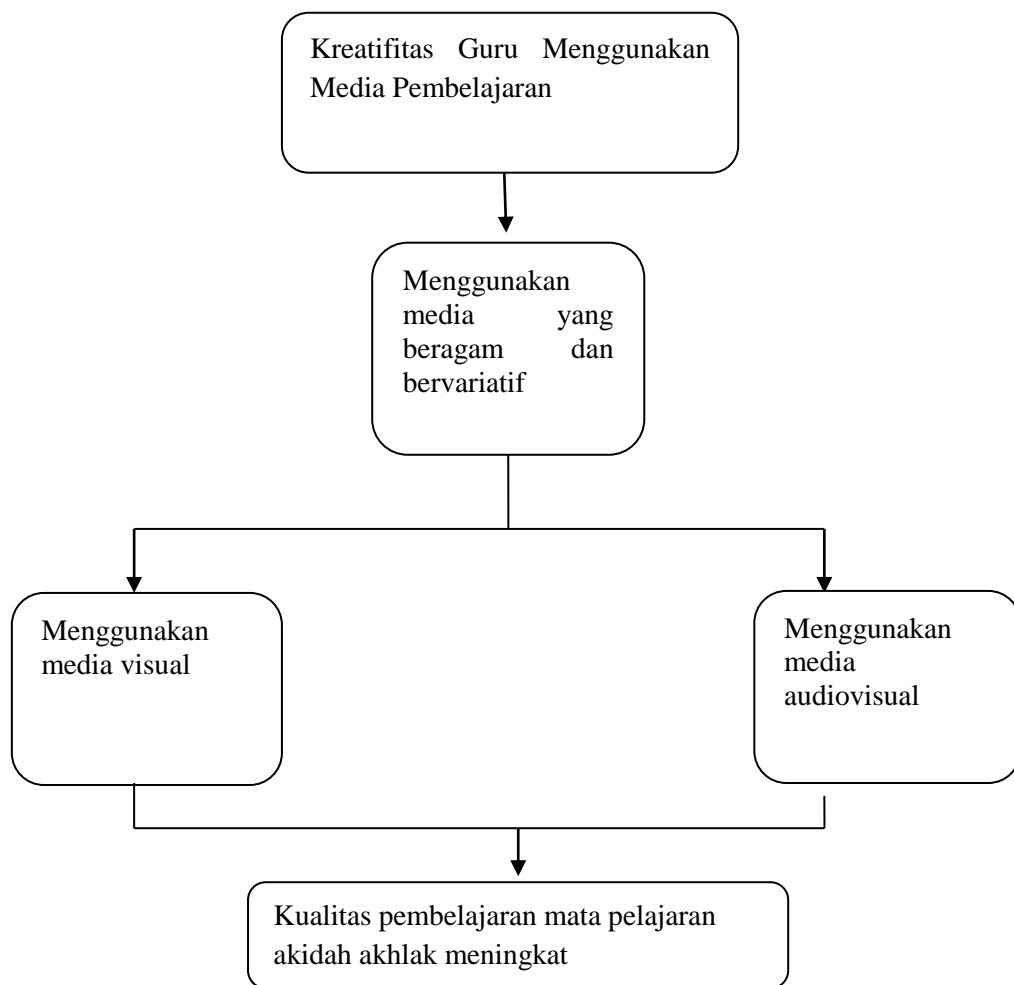 Kreatifitas Guru Menggunakan
Media Pembelajaran
Menggunakan
media yang
beragam dan
bervariatif
Menggunakan
media visual
Menggunakan
media
audiovisual
Kualitas pembelajaran mata pelajaran
akidah akhlak meningkat